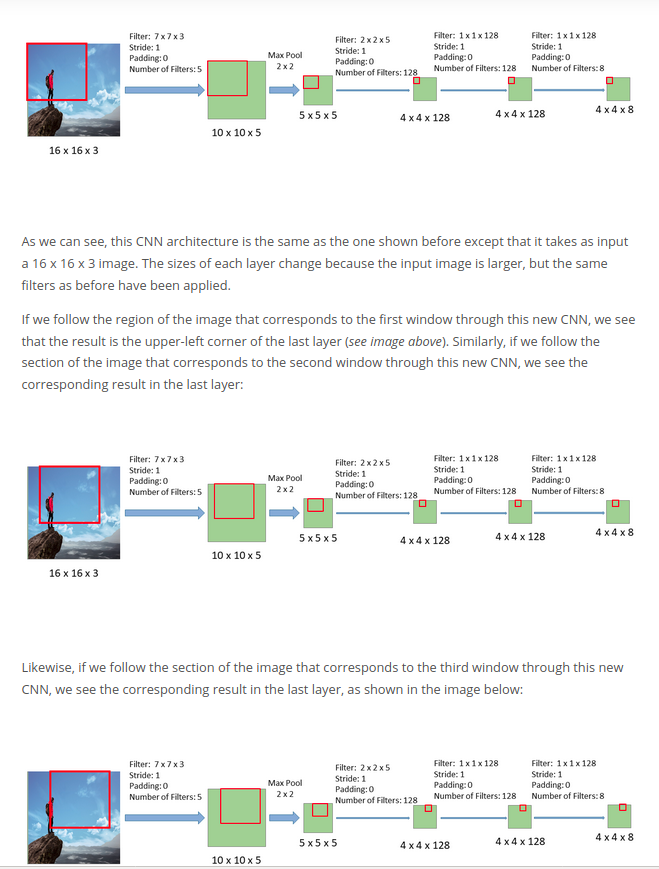 Filter: 7 x 7 x 3
Stride: 1
Padding: 0
Number of Filters: 5
Max Pool
2 x 2
Filter: 2 x 2 x 5
Stride: 1
Padding: 0
Number of Filters: 128
Filter: 1 x 1 x 128
Stride: 1
Padding: 0
Number of Filters: 128
Filter: 1 x 1 x 128
Stride: 1
Padding: 0
Number of Filters: 8
16 x 16 x 3
10 x 10 x 5
5 x 5 x 5
4 x 4 x 128
4 x 4 x 128
4 x 4 x 8
As we can see, this CNN architecture is the same as the one shown before except that it takes as input
a 16 x 16 x 3 image. The sizes of each layer change because the input image is larger, but the same
filters as before have been applied.
If we follow the region of the image that corresponds to the first window through this new CNN, we see
that the result is the upper-left corner of the last layer (see image above). Similarly, if we follow the
section of the image that corresponds to the second window through this new CNN, we see the
corresponding result in the last layer:
Filter: 7 x 7 x 3
Stride: 1
Padding: 0
Number of Filters: 5
Max Pool
2 x 2
Filter: 2 x 2 x 5
Stride: 1
Padding: 0
Number of Filters: 128
Filter: 1 x 1 x 128
Stride: 1
Padding: 0
Number of Filters: 128
Filter: 1 x 1 x 128
Stride: 1
Padding: 0
Number of Filters: 8
16 x 16 x 3
10 x 10 x 5
5 x 5 x 5
4 x 4 x 128
4 x 4 x 128
4 x 4 x 8
Likewise, if we follow the section of the image that corresponds to the third window through this new
CNN, we see the corresponding result in the last layer, as shown in the image below:
Filter: 7 x 7 x 3
Stride: 1
Padding: 0
Number of Filters: 5
Max Pool
2 x 2
Filter: 2 x 2 x 5
Stride: 1
Padding: 0
Number of Filters: 128
Filter: 1 x 1 x 128
Stride: 1
Padding: 0
Number of Filters: 128
Filter: 1 x 1 x 128
Stride: 1
Padding: 0
Number of Filters: 8
10 x 10 x 5
5 x 5 x 5
4 x 4 x 128
4 x 4 x 128
4 x 4 x 8